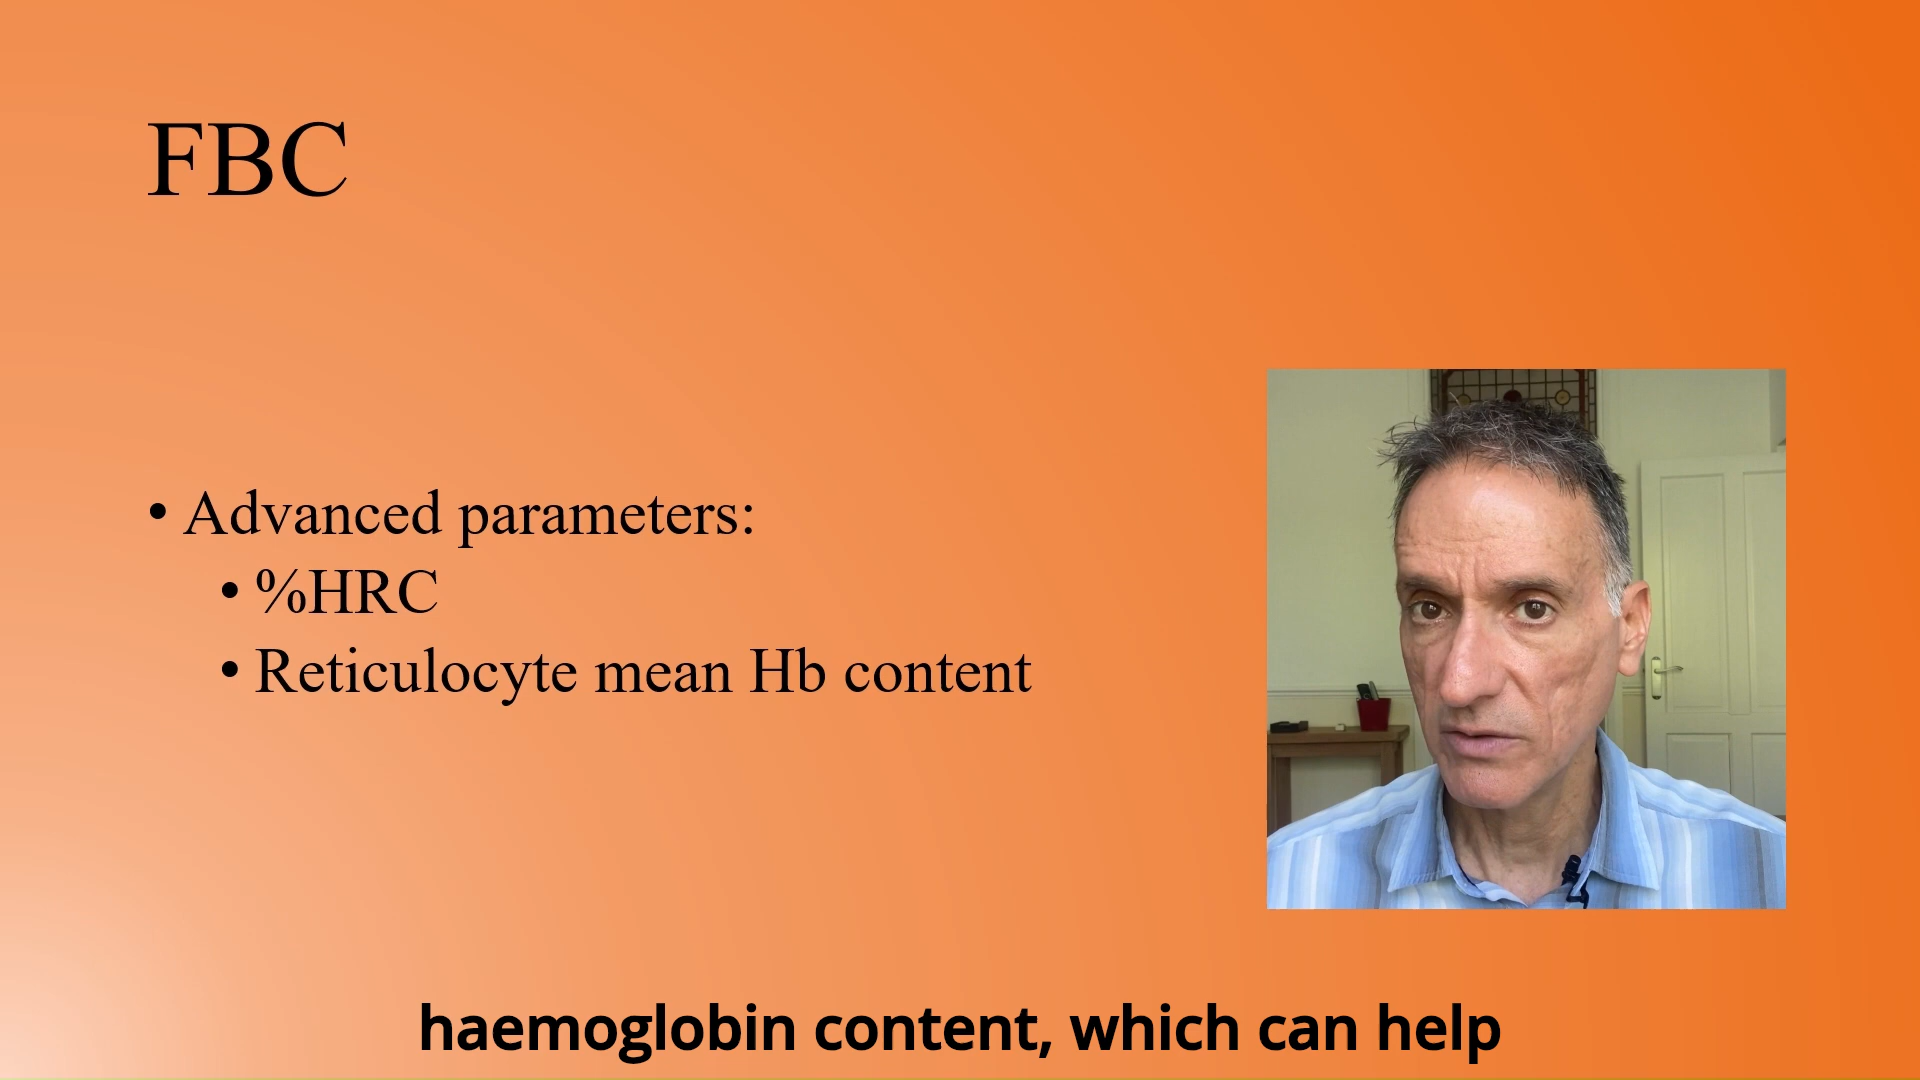 FBC
• Advanced parameters:
• %HRC
• Reticulocyte mean Hb content
haemoglobin content, which can help